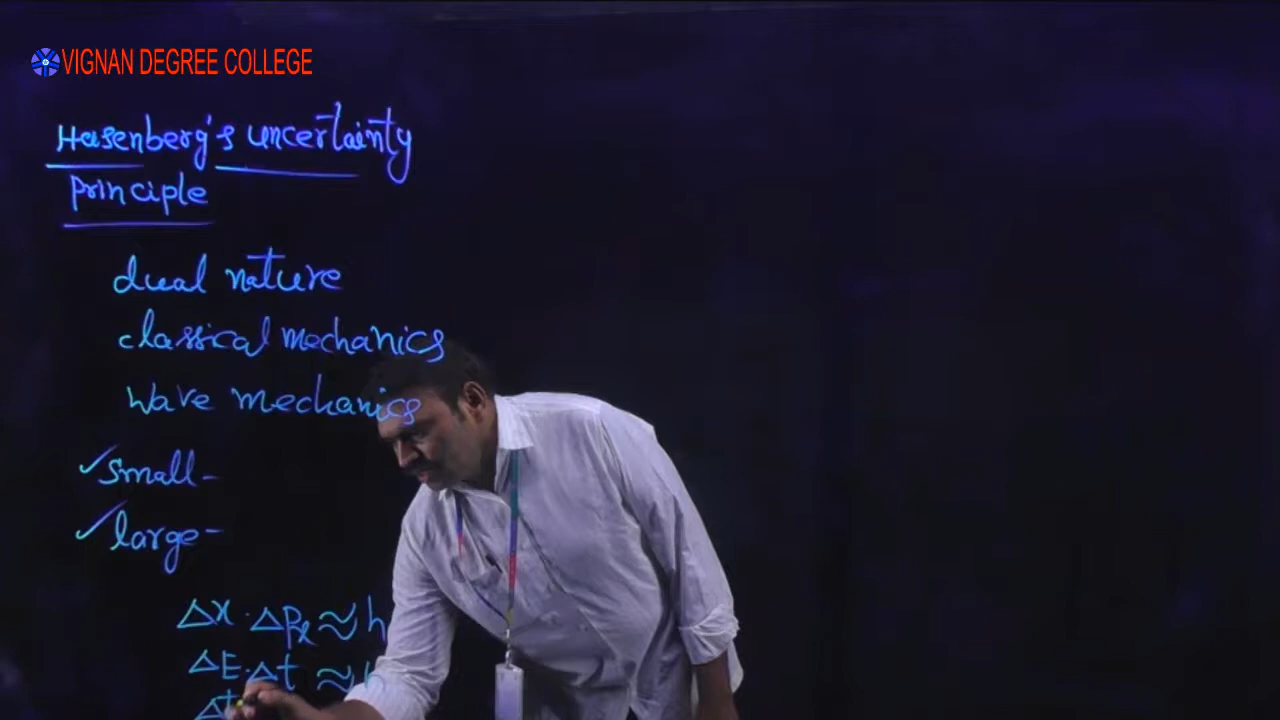 VIGNAN DEGREE COLLEGE
Heisenberg's uncertainty
principle
dual nature
classical mechanics
Wave mechanics
✓small-
✓large-
Δx·Δpx≈h
ΔE·Δt≈